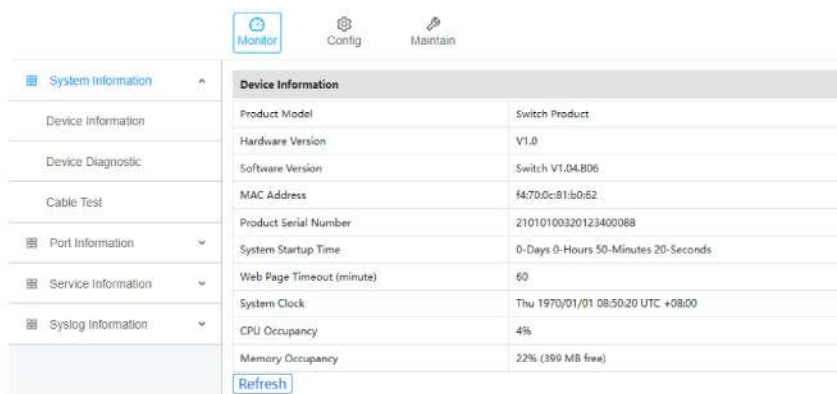 Monitor Config Maintain
System Information
Device Information
Device Diagnostic
Cable Test
Port Information
Service Information
Syslog Information
Device Information
Product Model Switch Product
Hardware Version V1.0
Software Version Switch V1.04.B06
MAC Address f4:70:0c:81:b0:62
Product Serial Number 21010100320123400088
System Startup Time 0-Days 0-Hours 50-Minutes 20-Seconds
Web Page Timeout (minute) 60
System Clock Thu 1970/01/01 08:50:20 UTC +08:00
CPU Occupancy 4%
Memory Occupancy 22% (399 MB free)
Refresh